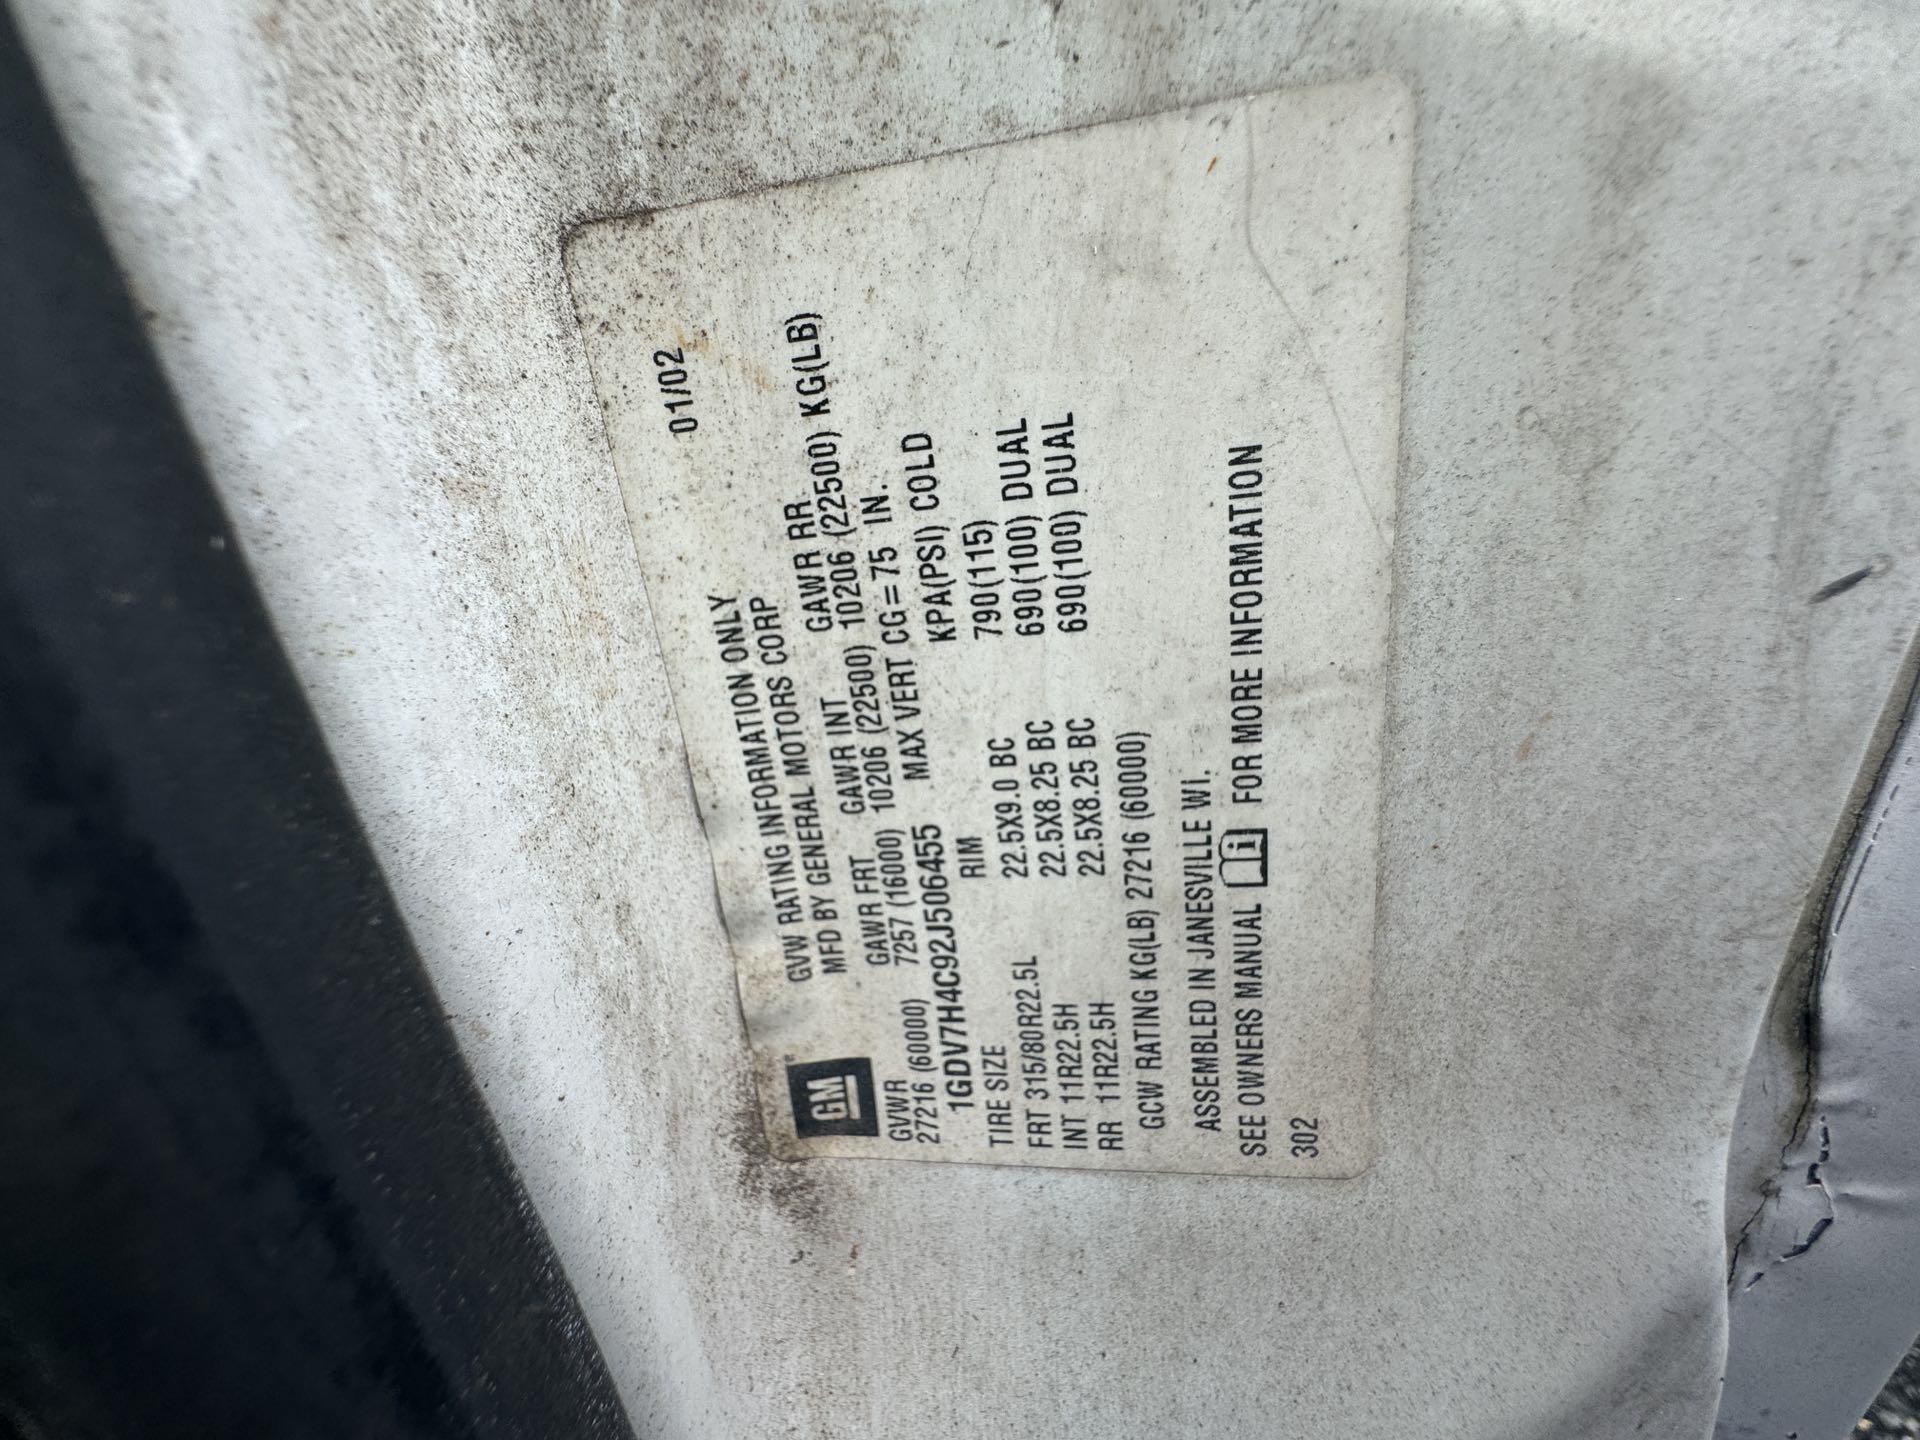 01/02
GVW RATING INFORMATION ONLY
MFD BY GENERAL MOTORS CORP
GM
GVWR GAWR FRT GAWR INT GAWR RR
27216 (60000) 7257 (16000) 10206 (22500) 10206 (22500) KG(LB)
1GDV7H4C92J506455 MAX VERT CG=75 IN.
TIRE SIZE RIM KPA(PSI) COLD
FRT 315/80R22.5L 22.5X9.0 BC 790(115)
INT 11R22.5H 22.5X8.25 BC 690(100) DUAL
RR 11R22.5H 22.5X8.25 BC 690(100) DUAL
GCW RATING KG(LB) 27216 (60000)
ASSEMBLED IN JANESVILLE WI.
SEE OWNERS MANUAL FOR MORE INFORMATION
302